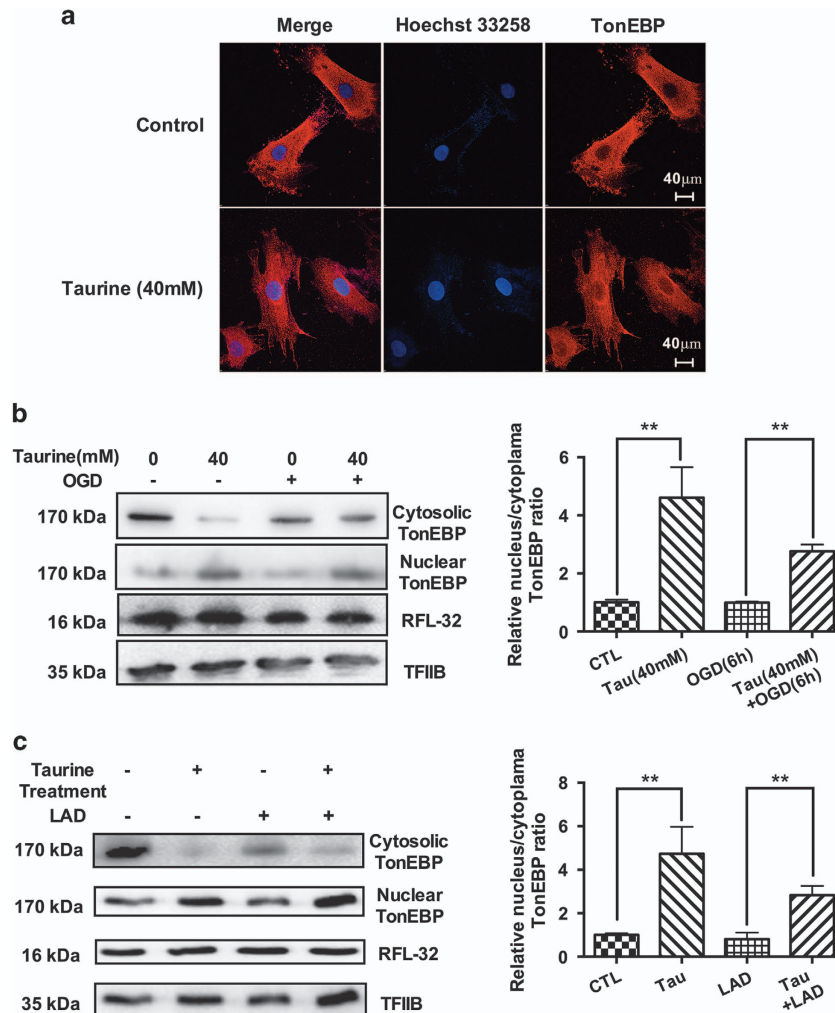 a
Merge Hoechst 33258 TonEBP
Control
40μm
Taurine (40mM)
40μm
b
Taurine(mM) 0 40 0 40
OGD - - + +
170 kDa Cytosolic TonEBP
170 kDa Nuclear TonEBP
16 kDa RFL-32
35 kDa TFIIB
Relative nucleus/cytoplama
TonEBP ratio
6
4
2
0
** **
CTL
Tau(40mM)
OGD(6h)
Tau(40mM)
+OGD(6h)
c
Taurine - + - +
Treatment
LAD - - + +
170 kDa Cytosolic TonEBP
170 kDa Nuclear TonEBP
16 kDa RFL-32
35 kDa TFIIB
Relative nucleus/cytoplama
TonEBP ratio
8
6
4
2
0
** **
CTL
Tau
LAD
Tau
+LAD